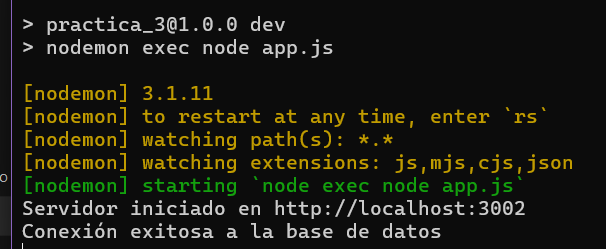 > practica_3@1.0.0 dev
> nodemon exec node app.js
[nodemon] 3.1.11
[nodemon] to restart at any time, enter `rs`
[nodemon] watching path(s): *.*
[nodemon] watching extensions: js,mjs,cjs,json
[nodemon] starting `node exec node app.js`
Servidor iniciado en http://localhost:3002
Conexión exitosa a la base de datos